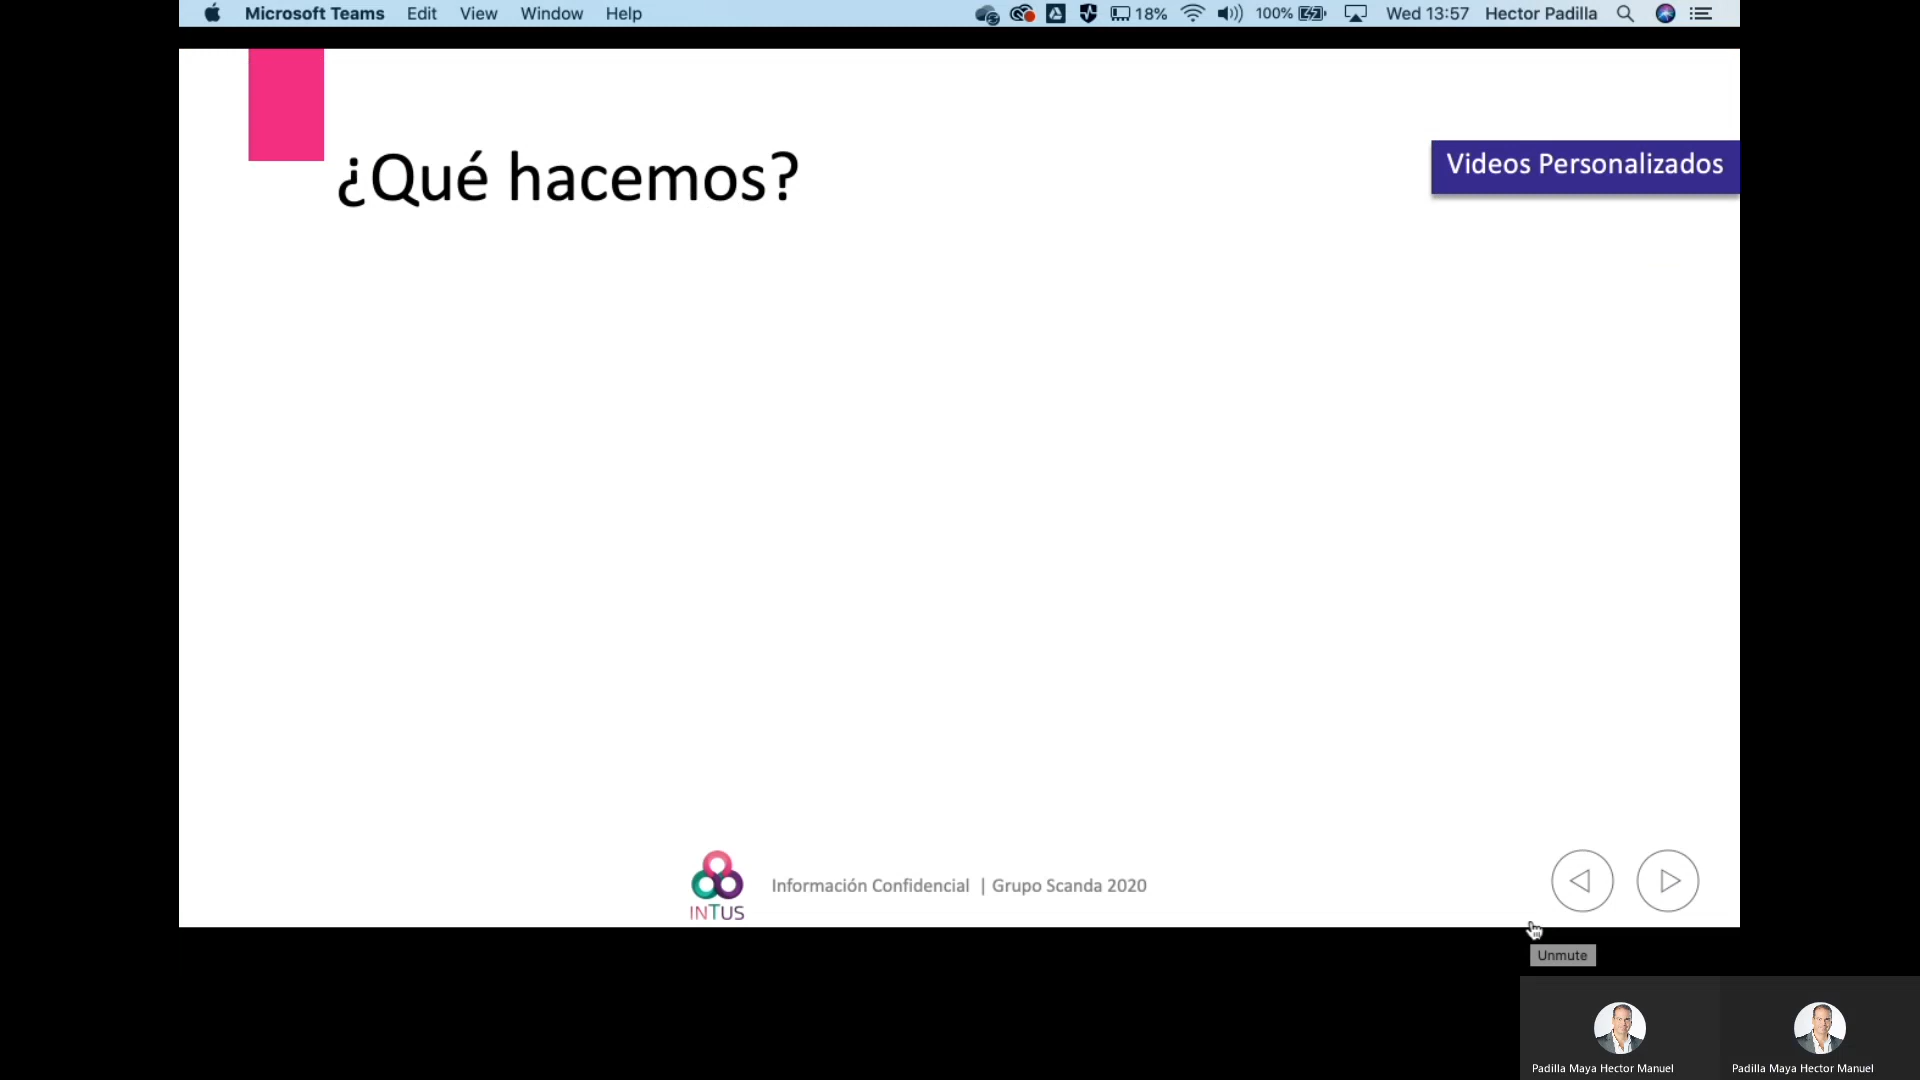 Microsoft Teams Edit View Window Help 18% 100% Wed 13:57 Hector Padilla
¿Qué hacemos?
Videos Personalizados
INTUS
Información Confidencial | Grupo Scanda 2020
Unmute
Padilla Maya Hector Manuel
Padilla Maya Hector Manuel